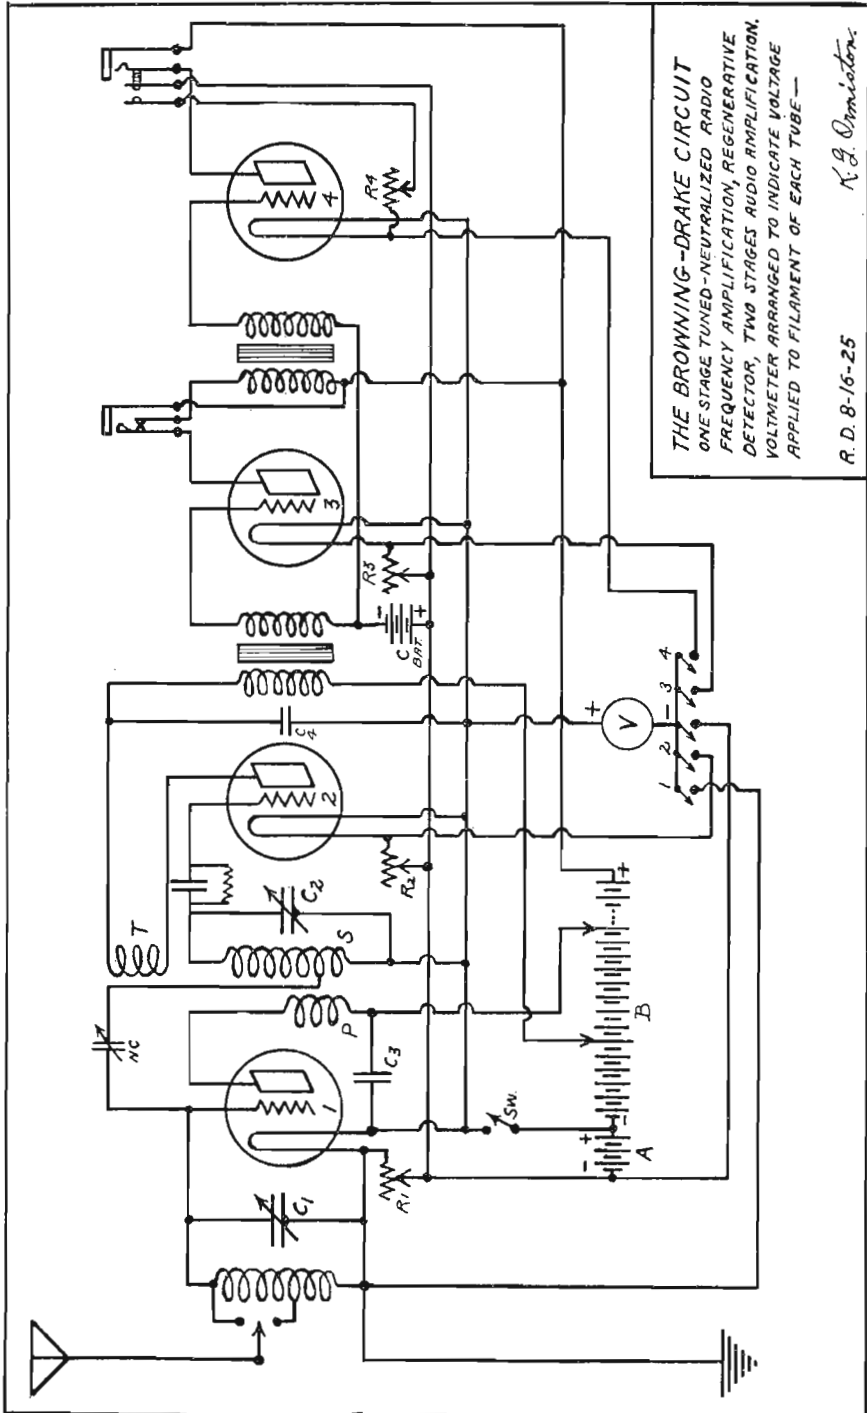 THE BROWNING-DRAKE CIRCUIT
ONE STAGE TUNED-NEUTRALIZED RADIO
FREQUENCY AMPLIFICATION, REGENERATIVE
DETECTOR, TWO STAGES AUDIO AMPLIFICATION.
VOLTMETER ARRANGED TO INDICATE VOLTAGE
APPLIED TO FILAMENT OF EACH TUBE—
R.D. 8-16-25
K.G. Ormiston.
NC
T
C1
1
P
S
C2
2
C4
3
4
R1
C3
R2
C BAT.
- +
R3
R4
SW.
- +
A
-
B
+
+
V
1 2 – 3 4